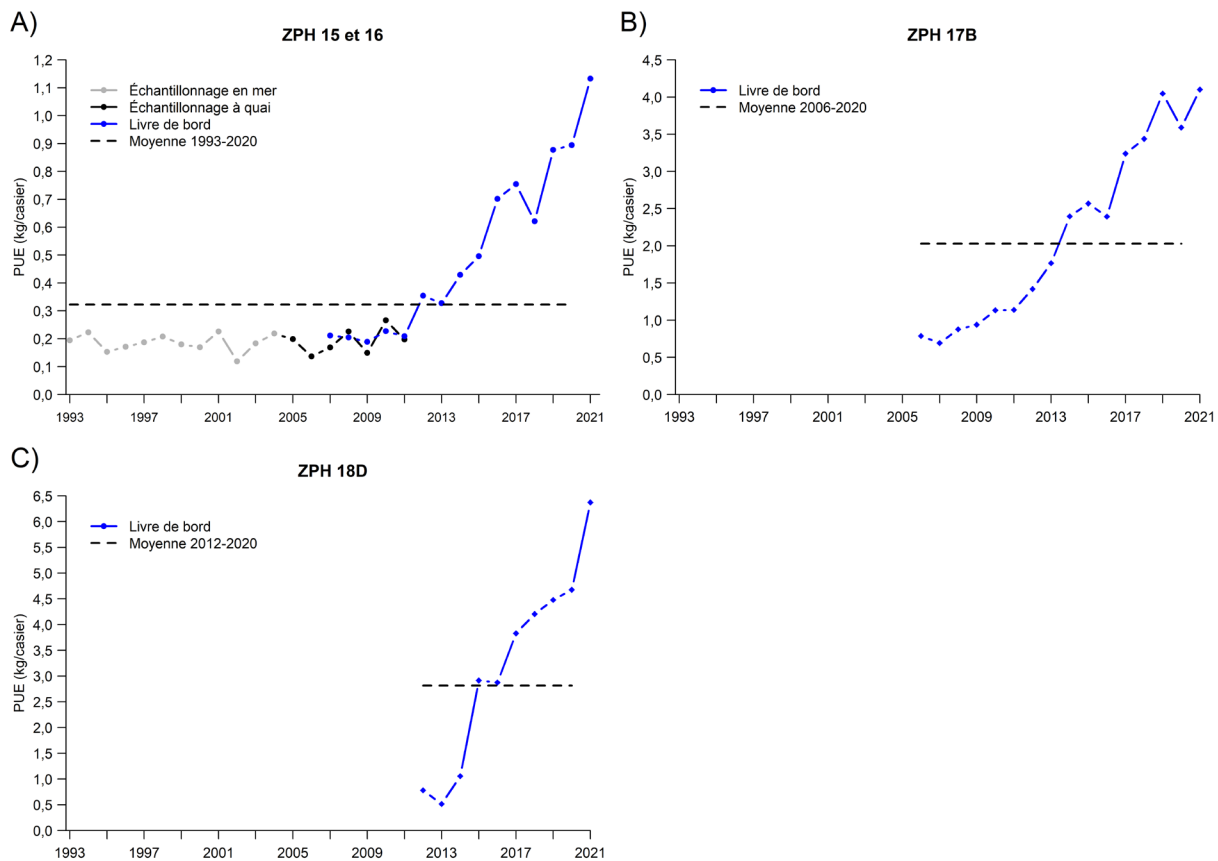 A)
ZPH 15 et 16
PUE (kg/casier)
1,2
1,1
1,0
0,9
0,8
0,7
0,6
0,5
0,4
0,3
0,2
0,1
0,0
Échantillonnage en mer
Échantillonnage à quai
Livre de bord
Moyenne 1993-2020
1993 1997 2001 2005 2009 2013 2017 2021
B)
ZPH 17B
PUE (kg/casier)
4,5
4,0
3,5
3,0
2,5
2,0
1,5
1,0
0,5
0,0
Livre de bord
Moyenne 2006-2020
1993 1997 2001 2005 2009 2013 2017 2021
C)
ZPH 18D
PUE (kg/casier)
6,5
6,0
5,5
5,0
4,5
4,0
3,5
3,0
2,5
2,0
1,5
1,0
0,5
0,0
Livre de bord
Moyenne 2012-2020
1993 1997 2001 2005 2009 2013 2017 2021